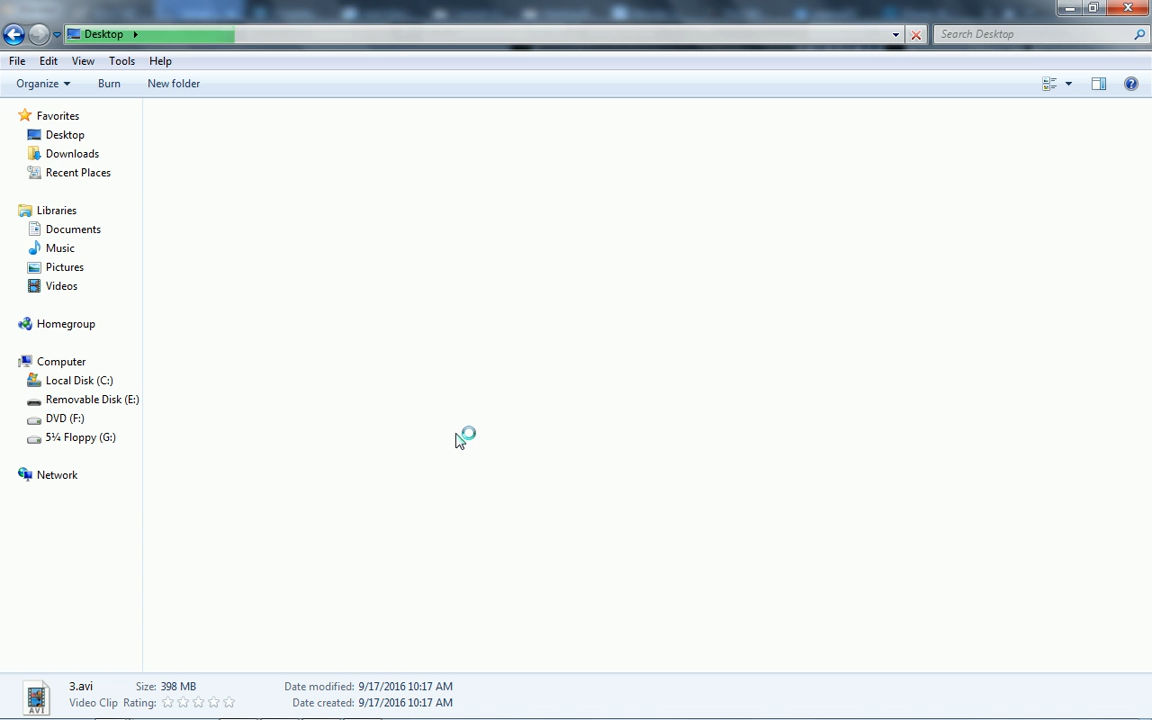 Desktop
Search Desktop
File Edit View Tools Help
Organize Burn New folder
Favorites
Desktop
Downloads
Recent Places
Libraries
Documents
Music
Pictures
Videos
Homegroup
Computer
Local Disk (C:)
Removable Disk (E:)
DVD (F:)
5¼ Floppy (G:)
Network
3.avi Size: 398 MB Date modified: 9/17/2016 10:17 AM
Video Clip Rating: Date created: 9/17/2016 10:17 AM
AVI